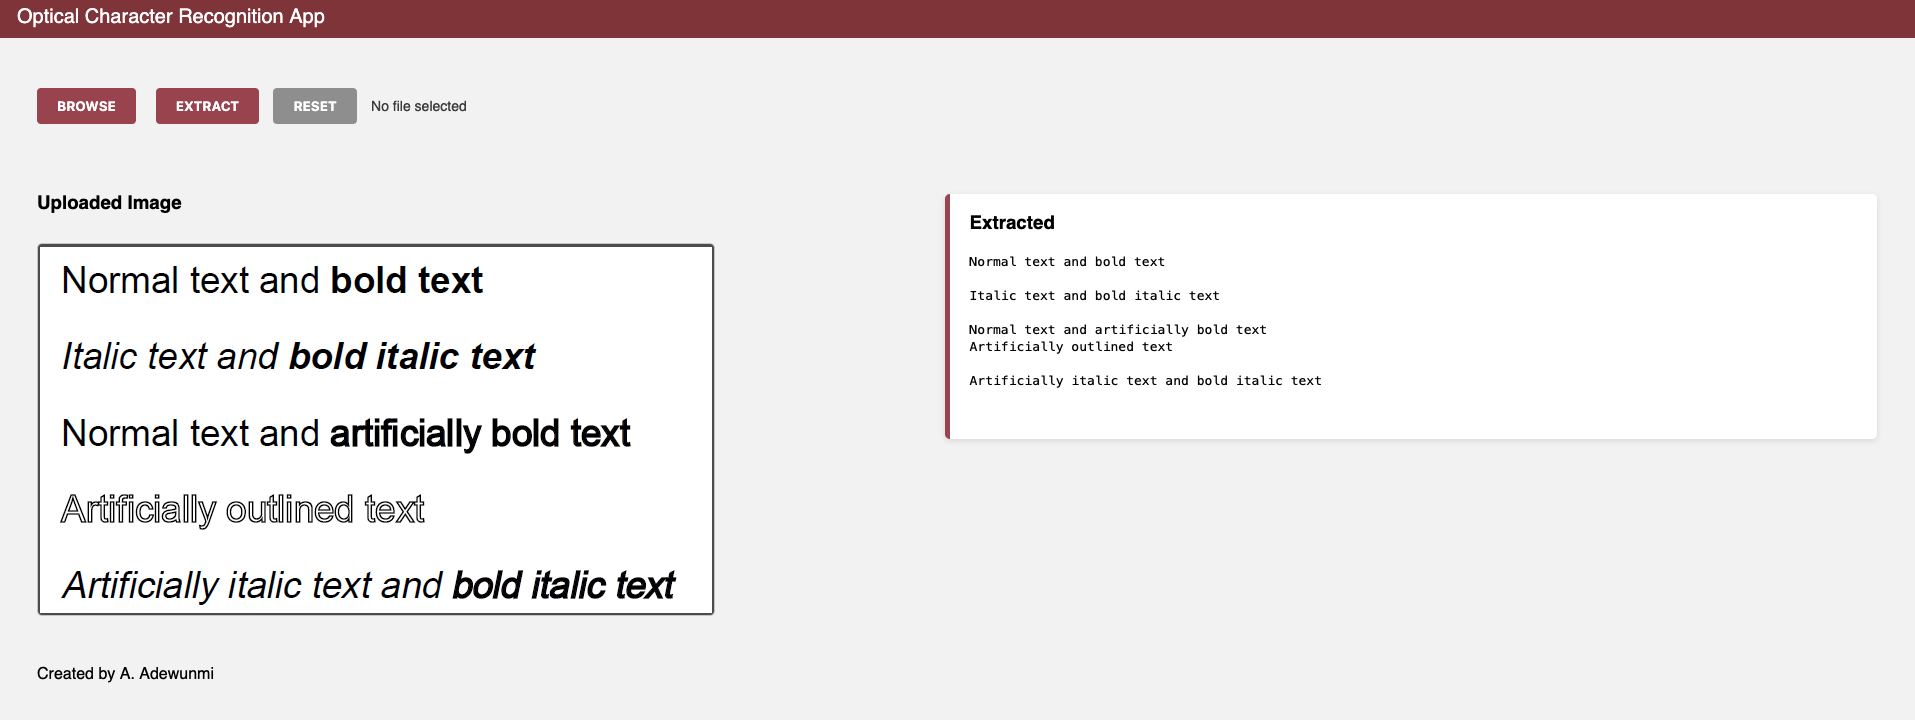 Optical Character Recognition App
BROWSE EXTRACT RESET No file selected
Uploaded Image
Normal text and bold text
Italic text and bold italic text
Normal text and artificially bold text
Artificially outlined text
Artificially italic text and bold italic text
Extracted
Normal text and bold text
Italic text and bold italic text
Normal text and artificially bold text
Artificially outlined text
Artificially italic text and bold italic text
Created by A. Adewunmi